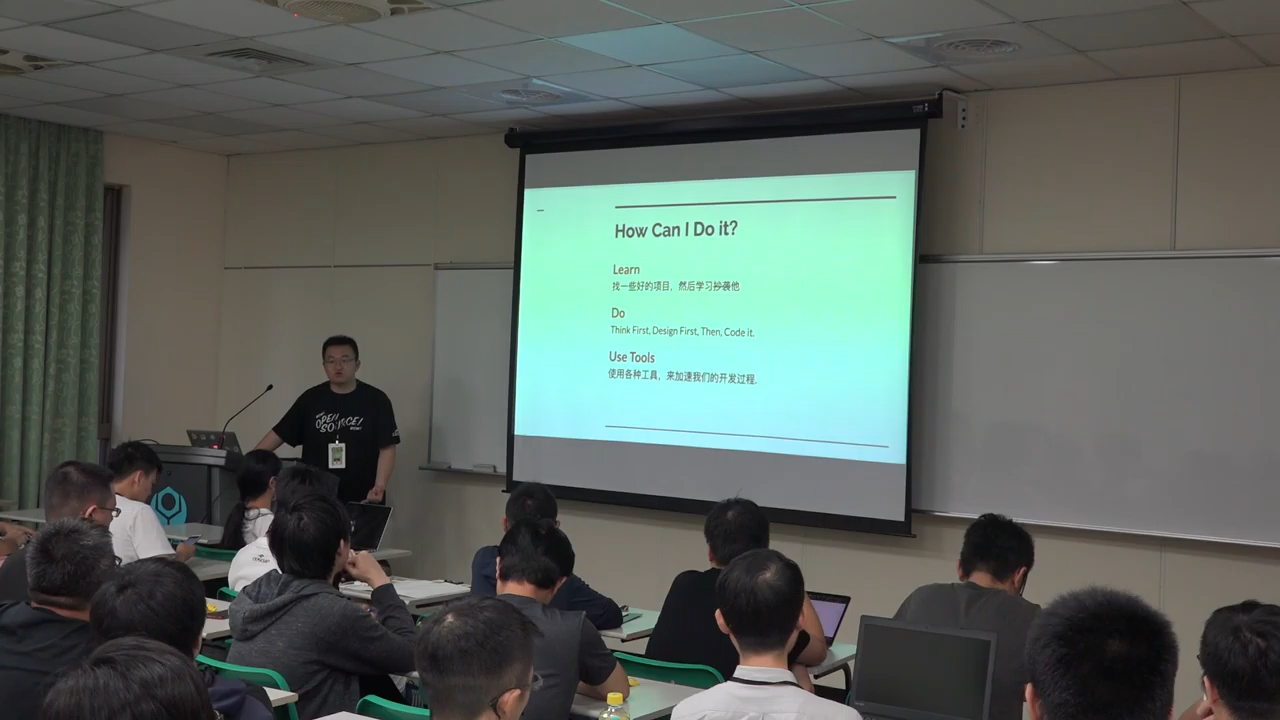 How Can I Do it?
Learn
找一些好的项目，然后学习抄袭他
Do
Think First, Design First, Then, Code it.
Use Tools
使用各种工具，来加速我们的开发过程.
OPEN
SOURCE!